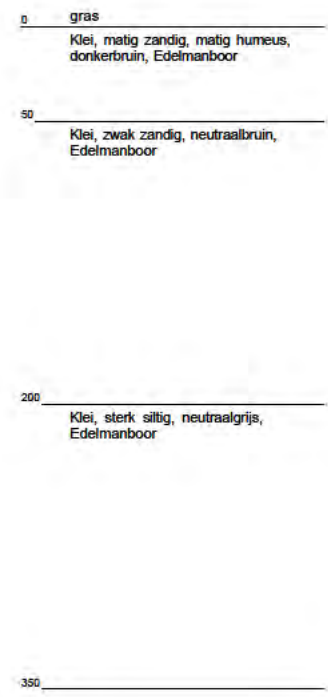 0 gras
Klei, matig zandig, matig humeus,
donkerbruin, Edelmanboor
50
Klei, zwak zandig, neutraalbruin,
Edelmanboor
200
Klei, sterk siltig, neutraalgrijs,
Edelmanboor
350